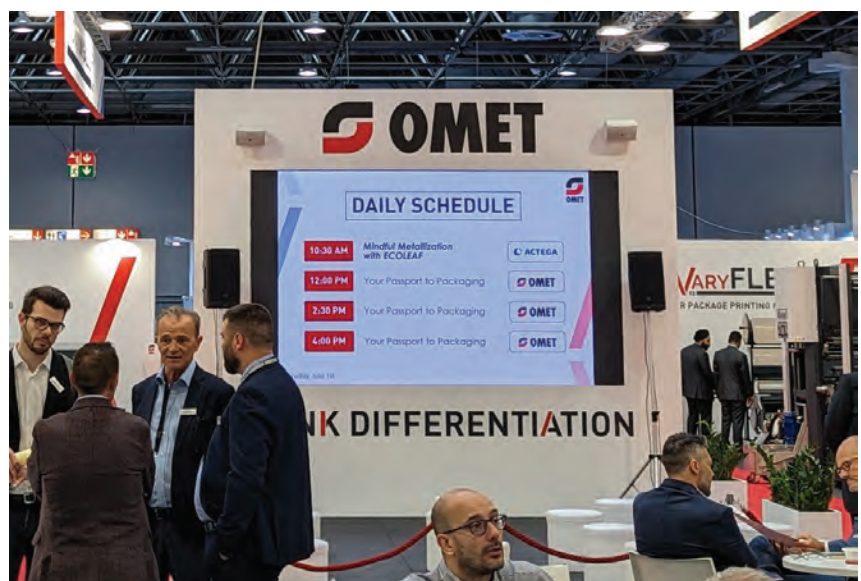 OMET
DAILY SCHEDULE
OMET
10:30 AM Mindful Metallization
with ECOLEAF ACTEGA
12:00 PM Your Passport to Packaging OMET
2:30 PM Your Passport to Packaging OMET
4:00 PM Your Passport to Packaging OMET
NK DIFFERENTIATION
VARYFLE
R PACKAGE PRINTING